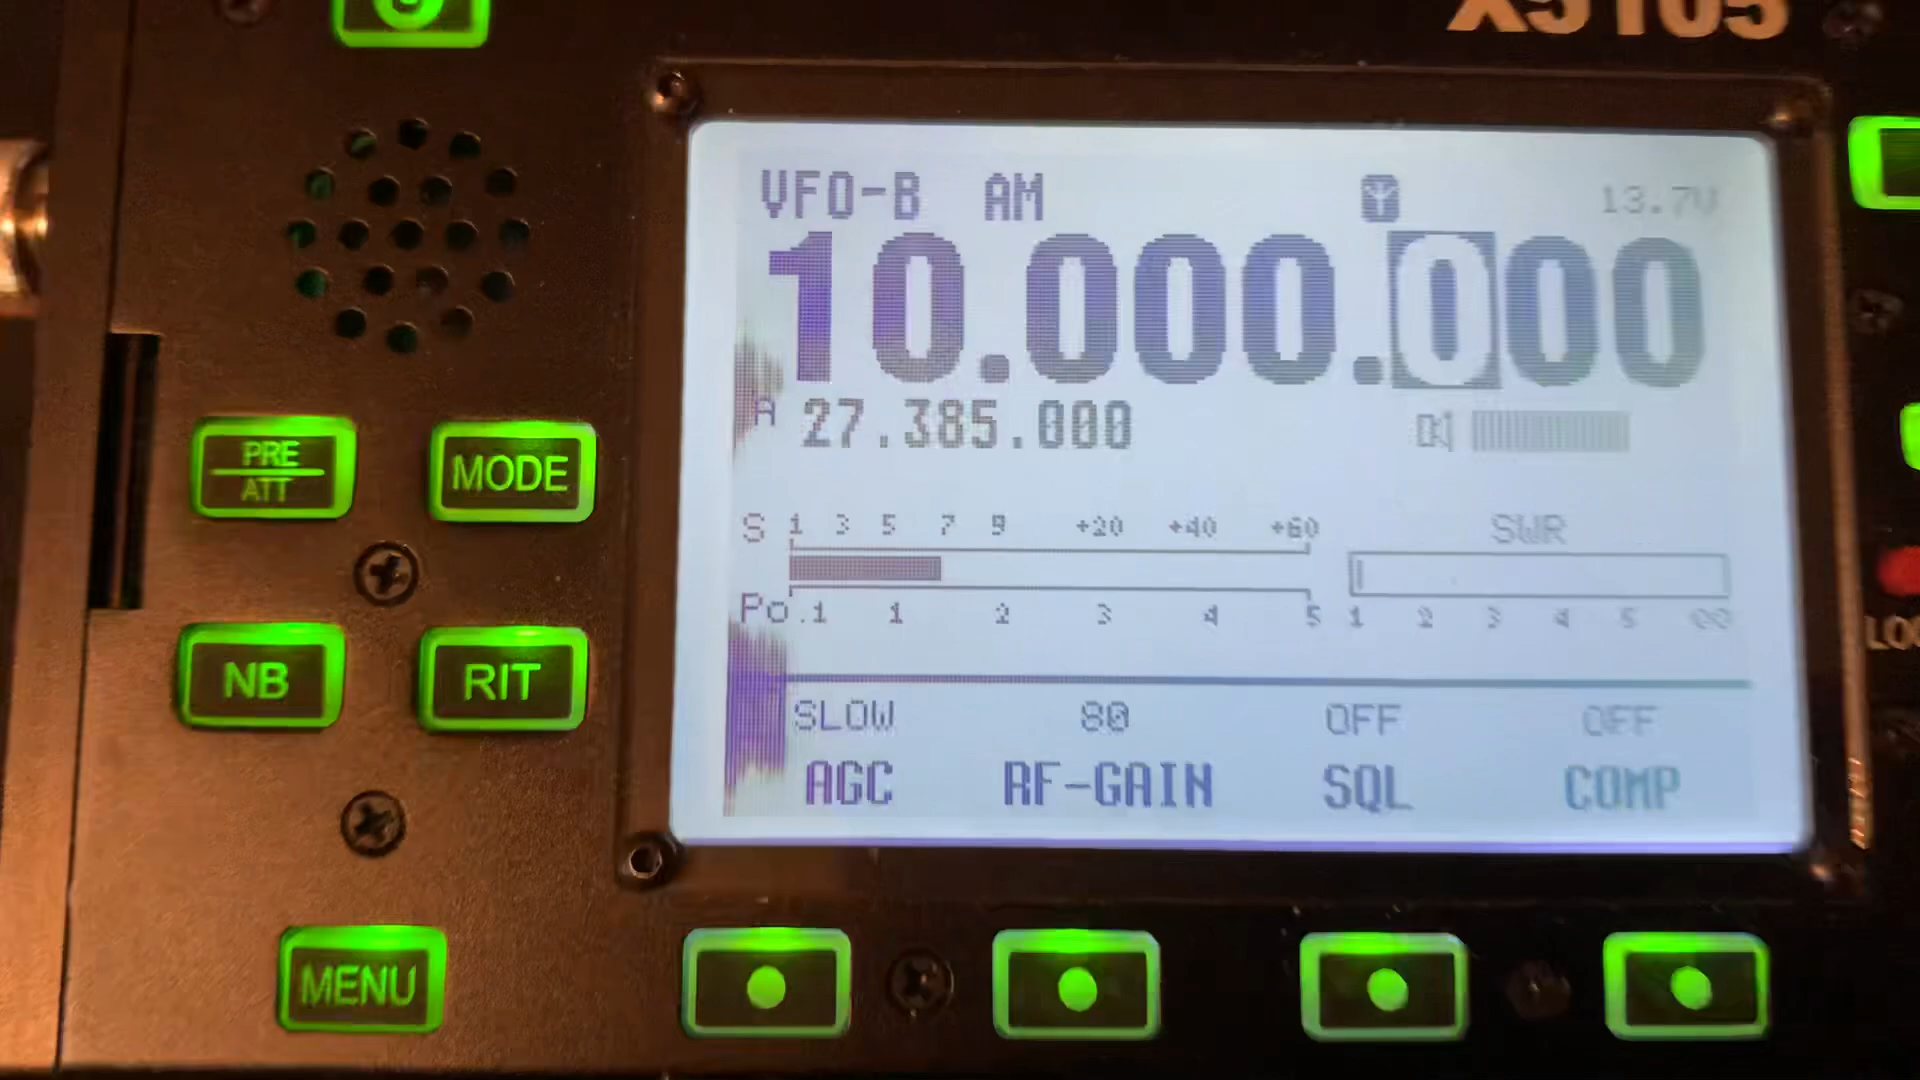 X5105
VFO-B AM 13.7V
10.000.000
A 27.385.000
PRE
ATT
MODE
S 1 3 5 7 9 +20 +40 +60 SWR
Po .1 1 2 3 4 5 1 2 3 4 5 ∞
NB
RIT
SLOW 80 OFF OFF
AGC RF-GAIN SQL COMP
MENU